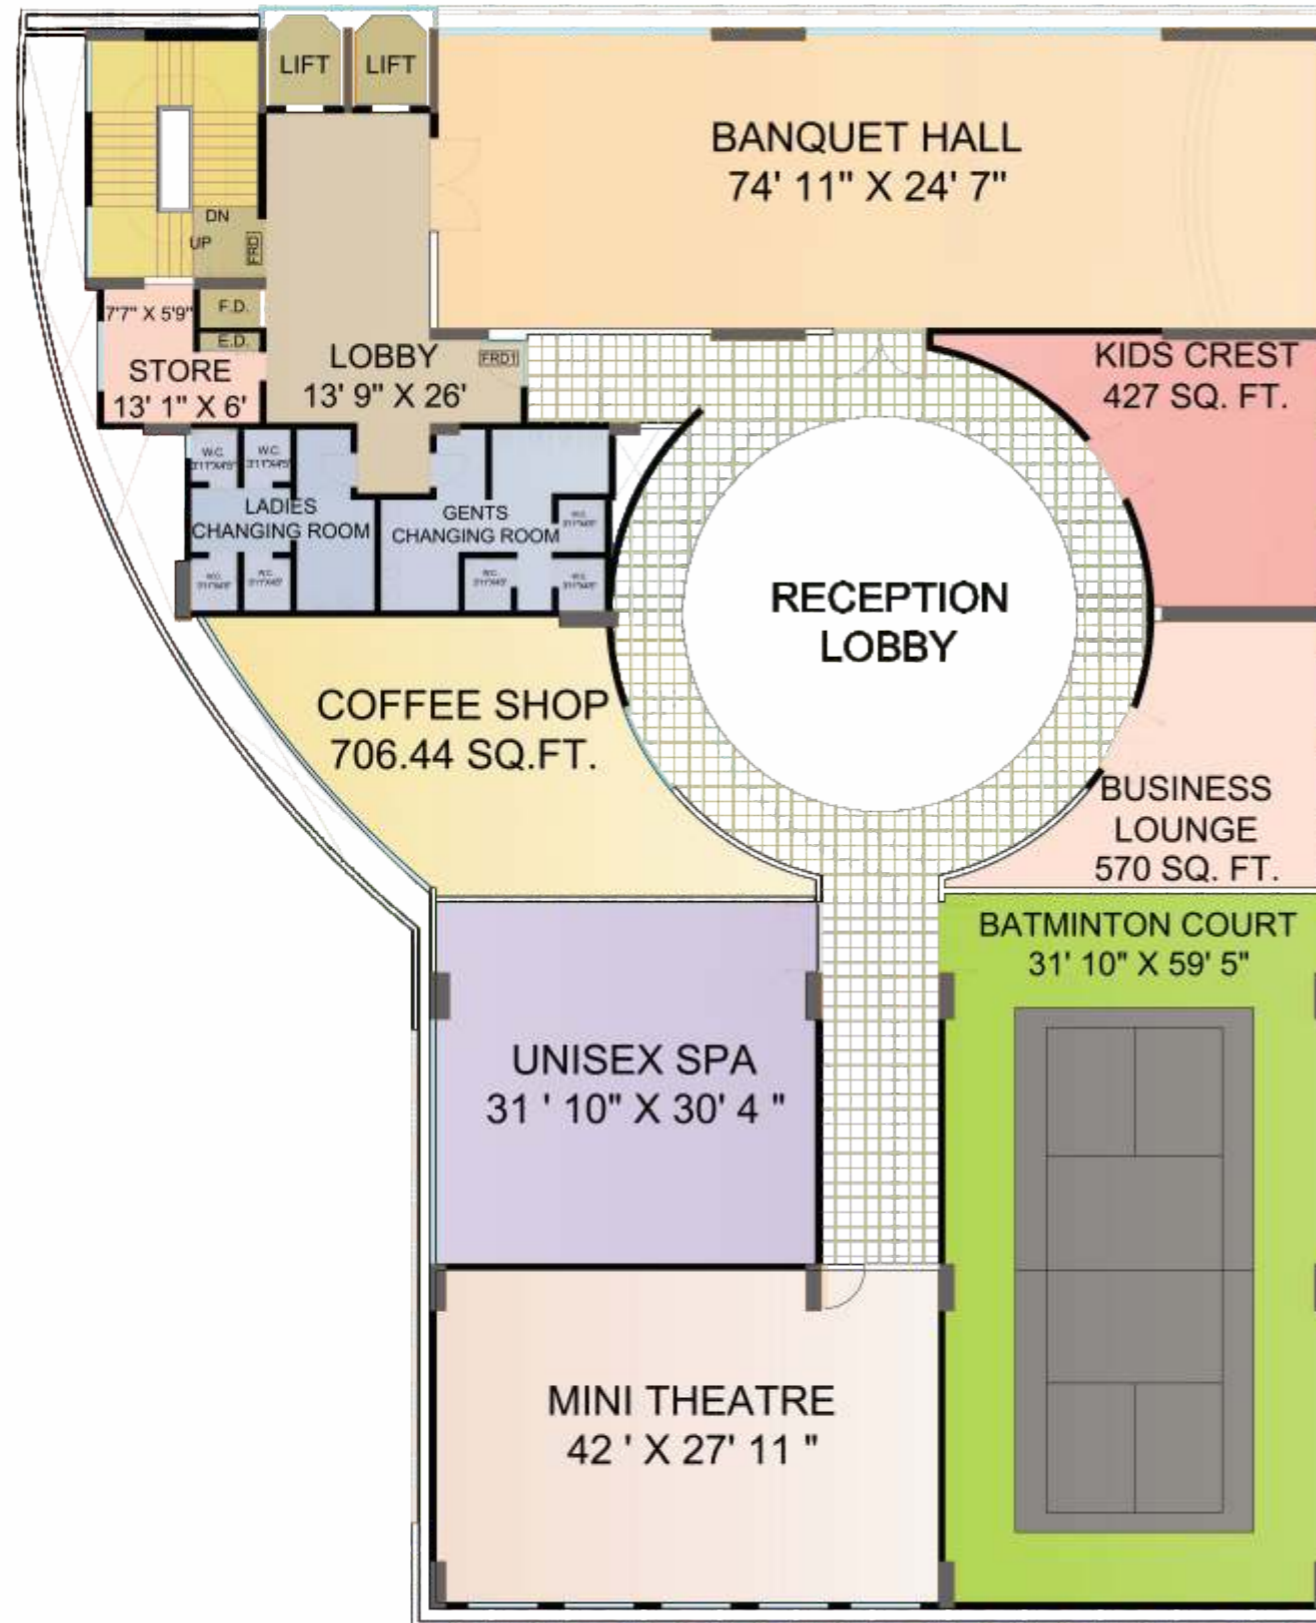 LIFT
LIFT
BANQUET HALL
74' 11" X 24' 7"
DN
UP
FRD
7'7" X 5'9"
F.D.
E.D.
STORE
13' 1" X 6'
LOBBY
13' 9" X 26'
FRD1
KIDS CREST
427 SQ. FT.
W.C.
W.C.
LADIES
CHANGING ROOM
W.C.
W.C.
GENTS
CHANGING ROOM
W.C.
W.C.
W.C.
RECEPTION
LOBBY
COFFEE SHOP
706.44 SQ.FT.
BUSINESS
LOUNGE
570 SQ. FT.
BATMINTON COURT
31' 10" X 59' 5"
UNISEX SPA
31 ' 10" X 30' 4 "
MINI THEATRE
42 ' X 27' 11 "